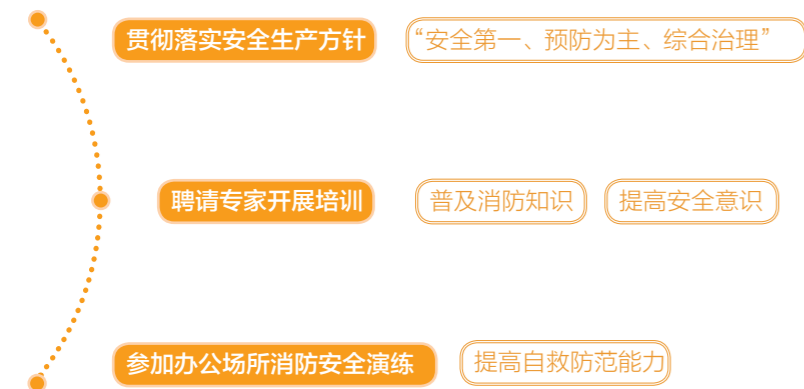 贯彻落实安全生产方针 “安全第一、预防为主、综合治理”
聘请专家开展培训 普及消防知识 提高安全意识
参加办公场所消防安全演练 提高自救防范能力